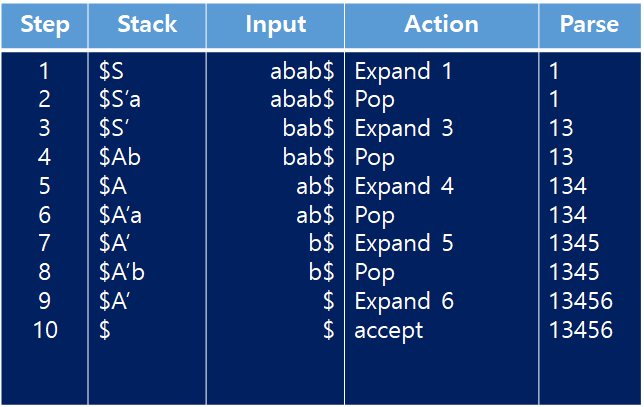 Step Stack Input Action Parse
1 $S abab$ Expand 1 1
2 $S’a abab$ Pop 1
3 $S’ bab$ Expand 3 13
4 $Ab bab$ Pop 13
5 $A ab$ Expand 4 134
6 $A’a ab$ Pop 134
7 $A’ b$ Expand 5 1345
8 $A’b b$ Pop 1345
9 $A’ $ Expand 6 13456
10 $ $ accept 13456